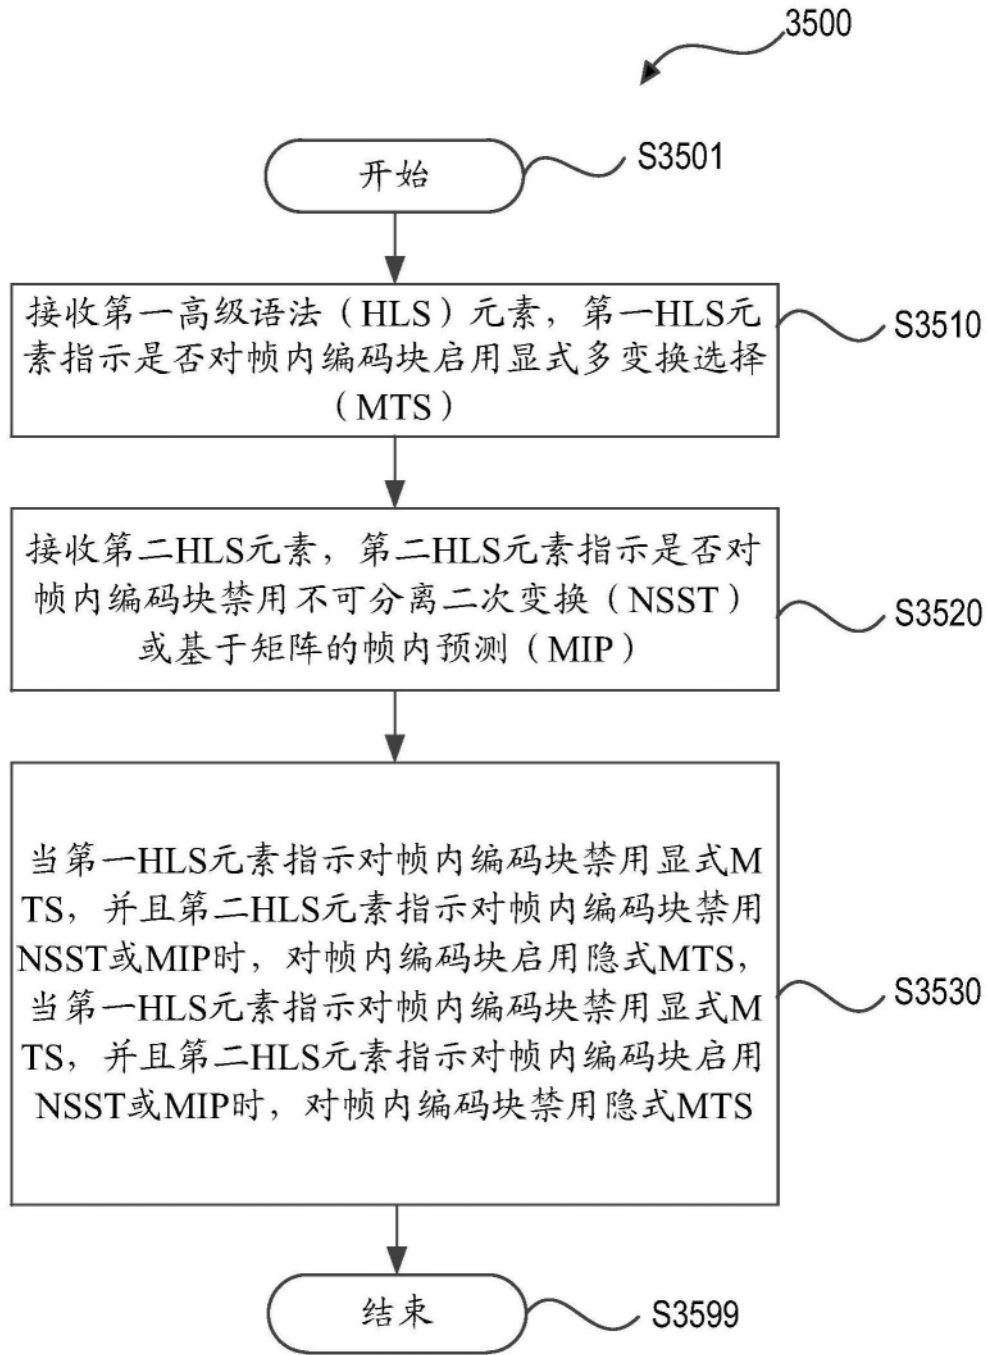 3500
开始
S3501
接收第一高级语法（HLS）元素，第一HLS元
素指示是否对帧内编码块启用显式多变换选择
（MTS）
S3510
接收第二HLS元素，第二HLS元素指示是否对
帧内编码块禁用不可分离二次变换（NSST）
或基于矩阵的帧内预测（MIP）
S3520
当第一HLS元素指示对帧内编码块禁用显式M
TS，并且第二HLS元素指示对帧内编码块禁用
NSST或MIP时，对帧内编码块启用隐式MTS，
当第一HLS元素指示对帧内编码块禁用显式M
TS，并且第二HLS元素指示对帧内编码块启用
NSST或MIP时，对帧内编码块禁用隐式MTS
S3530
结束
S3599